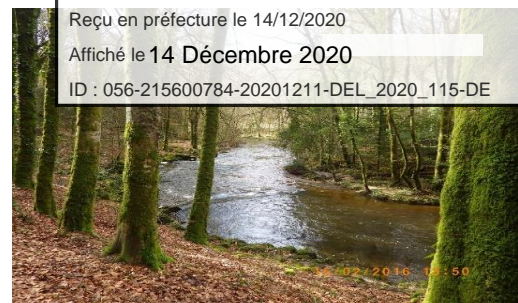 Reçu en préfecture le 14/12/2020
Affiché le 14 Décembre 2020
ID : 056-215600784-20201211-DEL_2020_115-DE